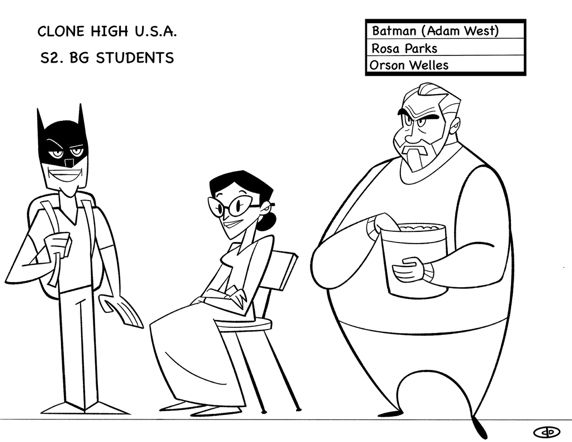 CLONE HIGH U.S.A.
S2. BG STUDENTS
Batman (Adam West)
Rosa Parks
Orson Welles